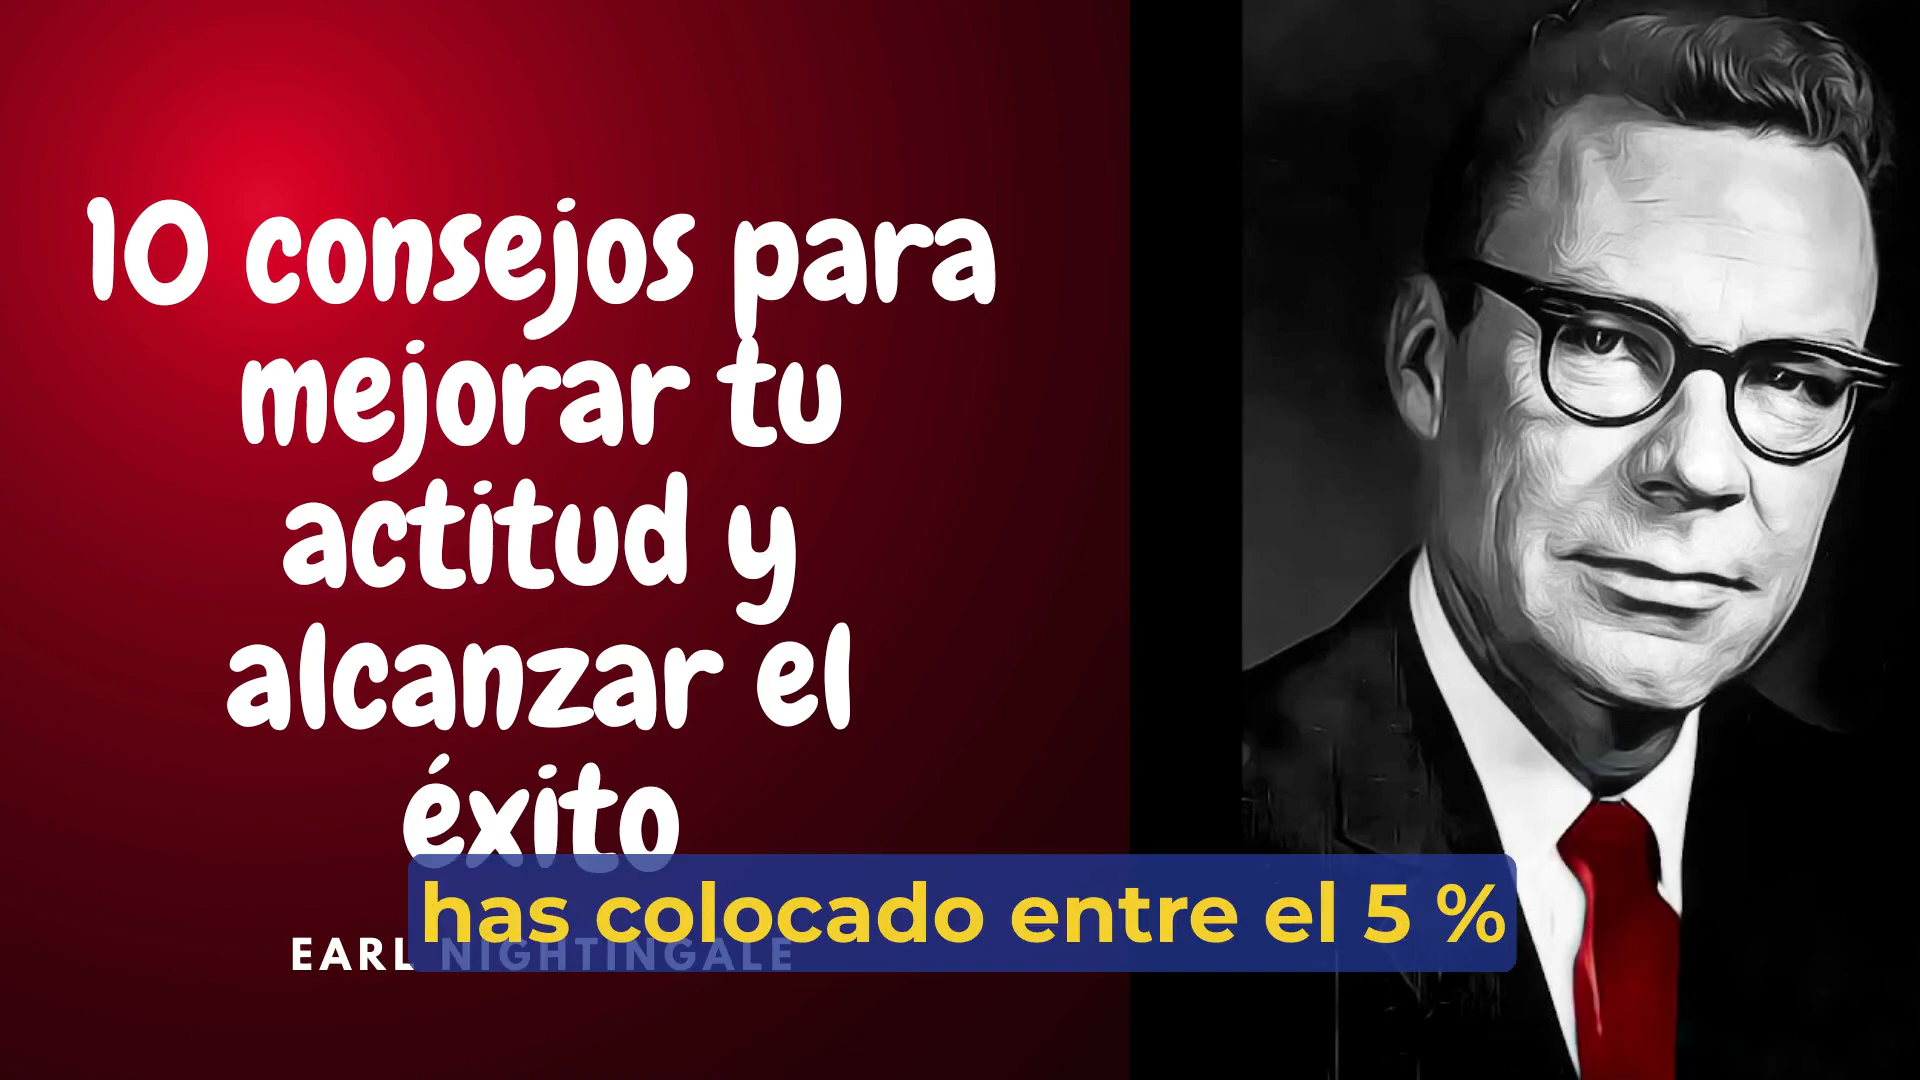 10 consejos para
mejorar tu
actitud y
alcanzar el
éxito
has colocado entre el 5 %
EARL NIGHTINGALE